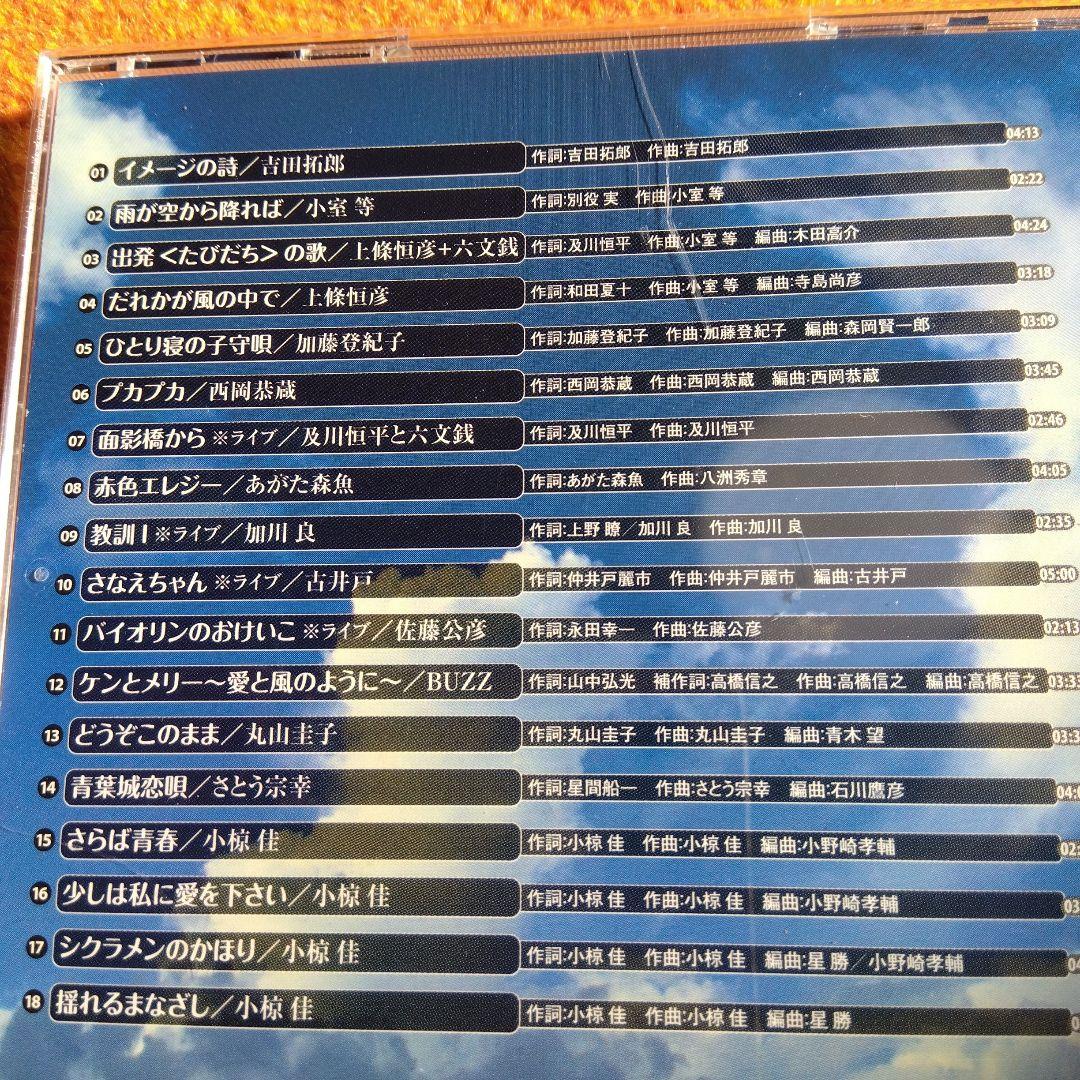 01 イメージの詩／吉田拓郎 作詞:吉田拓郎 作曲:吉田拓郎 04:13
02 雨が空から降れば／小室 等 作詞:別役 実 作曲:小室 等 02:22
03 出発<たびだち>の歌／上條恒彦+六文銭 作詞:及川恒平 作曲:小室 等 編曲:木田高介 04:24
04 だれかが風の中で／上條恒彦 作詞:和田夏十 作曲:小室 等 編曲:寺島尚彦 03:18
05 ひとり寝の子守唄／加藤登紀子 作詞:加藤登紀子 作曲:加藤登紀子 編曲:森岡賢一郎 03:09
06 プカプカ／西岡恭蔵 作詞:西岡恭蔵 作曲:西岡恭蔵 編曲:西岡恭蔵 03:45
07 面影橋から ※ライブ／及川恒平と六文銭 作詞:及川恒平 作曲:及川恒平 02:46
08 赤色エレジー／あがた森魚 作詞:あがた森魚 作曲:八洲秀章 04:05
09 教訓Ⅰ ※ライブ／加川 良 作詞:上野 瞭／加川 良 作曲:加川 良 02:35
10 さなえちゃん ※ライブ／古井戸 作詞:仲井戸麗市 作曲:仲井戸麗市 編曲:古井戸 05:00
11 バイオリンのおけいこ ※ライブ／佐藤公彦 作詞:永田幸一 作曲:佐藤公彦 02:13
12 ケンとメリー～愛と風のように～／BUZZ 作詞:山中弘光 補作詞:高橋信之 作曲:高橋信之 編曲:高橋信之 03:33
13 どうぞこのまま／丸山圭子 作詞:丸山圭子 作曲:丸山圭子 編曲:青木 望 03:3
14 青葉城恋唄／さとう宗幸 作詞:星間船一 作曲:さとう宗幸 編曲:石川鷹彦 04:0
15 さらば青春／小椋 佳 作詞:小椋 佳 作曲:小椋 佳 編曲:小野崎孝輔 02:
16 少しは私に愛を下さい／小椋 佳 作詞:小椋 佳 作曲:小椋 佳 編曲:小野崎孝輔 03
17 シクラメンのかほり／小椋 佳 作詞:小椋 佳 作曲:小椋 佳 編曲:星 勝／小野崎孝輔
18 揺れるまなざし／小椋 佳 作詞:小椋 佳 作曲:小椋 佳 編曲:星 勝